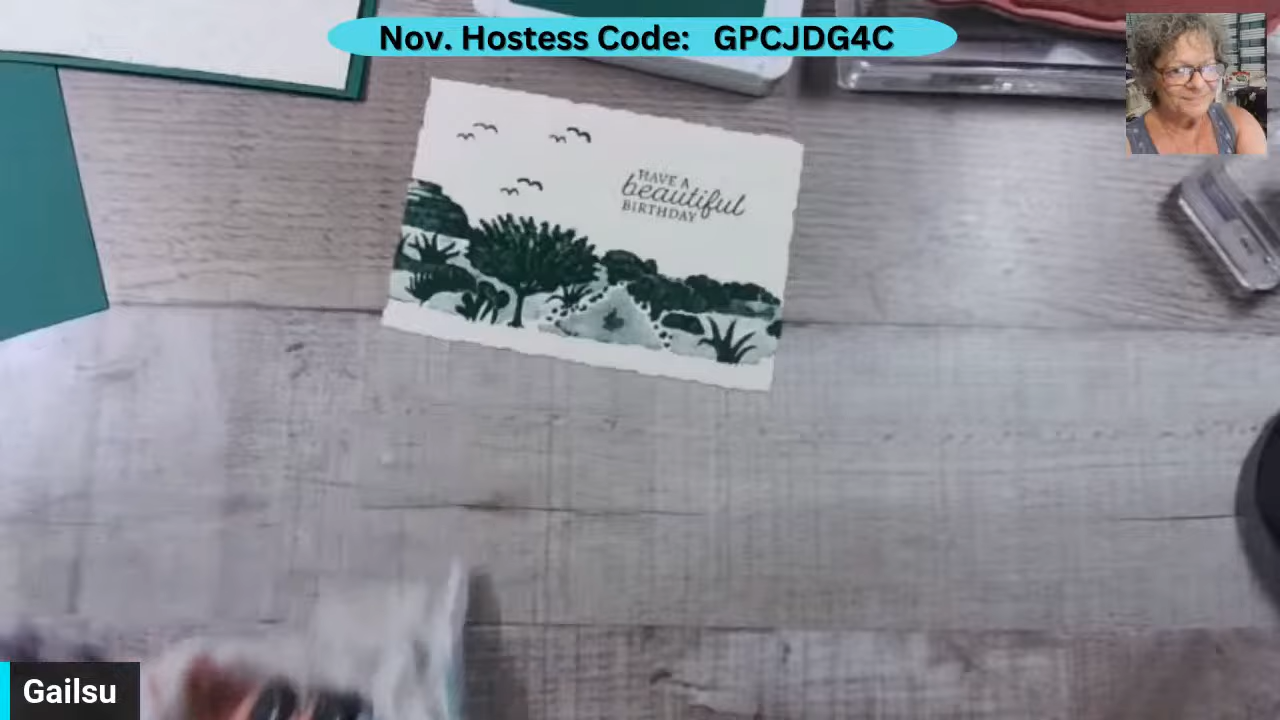 Nov. Hostess Code: GPCJDG4C
HAVE A
beautiful
BIRTHDAY
Gailsu